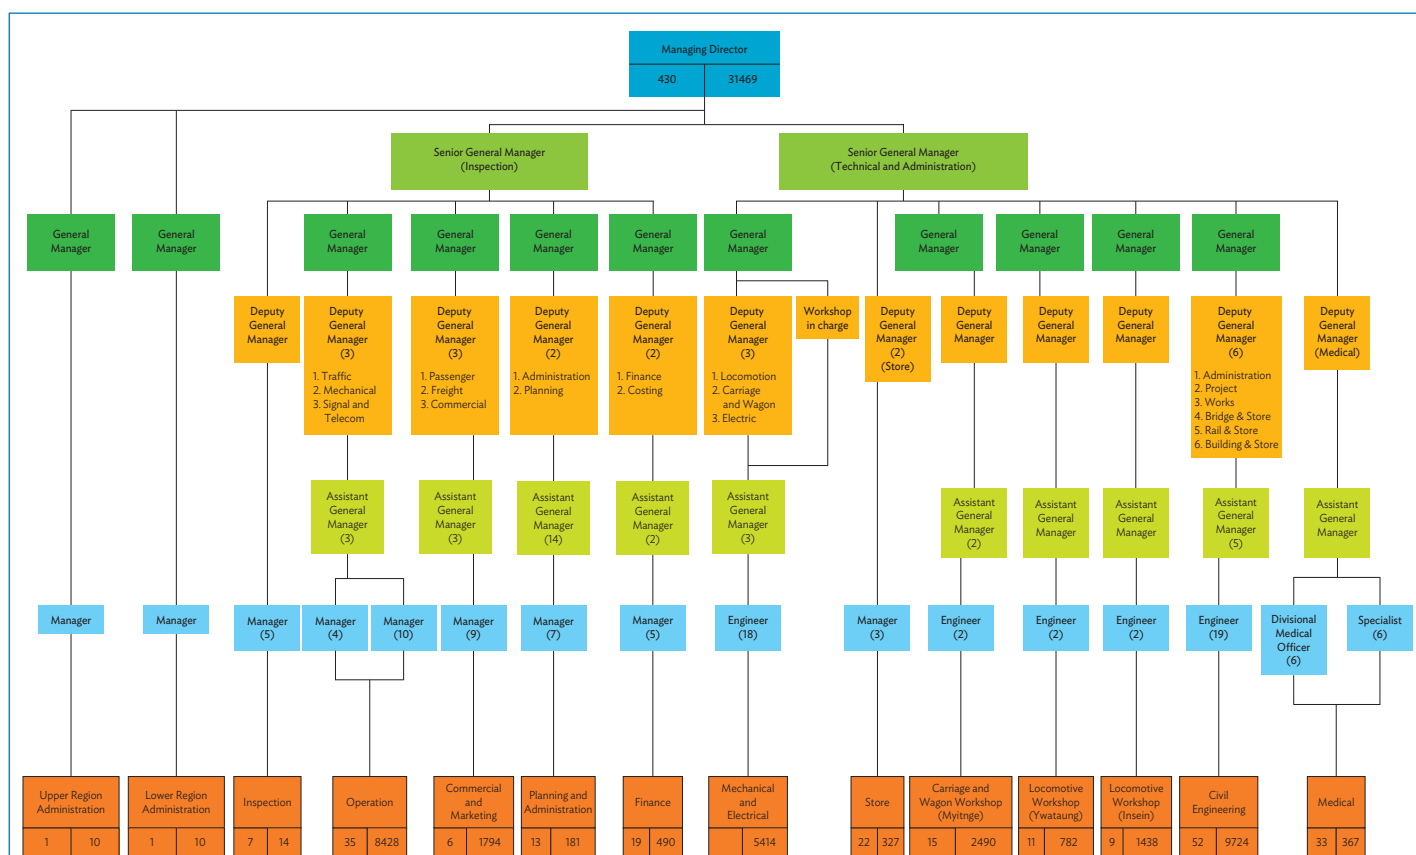 Managing Director
430 31469
Senior General Manager
(Inspection)
Senior General Manager
(Technical and Administration)
General
Manager
General
Manager
General
Manager
General
Manager
General
Manager
General
Manager
General
Manager
General
Manager
General
Manager
General
Manager
General
Manager
Deputy
General
Manager
Deputy
General
Manager
(3)
1. Traffic
2. Mechanical
3. Signal and
Telecom
Deputy
General
Manager
(3)
1. Passenger
2. Freight
3. Commercial
Deputy
General
Manager
(2)
1. Administration
2. Planning
Deputy
General
Manager
(2)
1. Finance
2. Costing
Deputy
General
Manager
(3)
1. Locomotion
2. Carriage
and Wagon
3. Electric
Workshop
in charge
Deputy
General
Manager
(2)
(Store)
Deputy
General
Manager
Deputy
General
Manager
Deputy
General
Manager
Deputy
General
Manager
(6)
1. Administration
2. Project
3. Works
4. Bridge & Store
5. Rail & Store
6. Building & Store
Deputy
General
Manager
(Medical)
Assistant
General
Manager
(3)
Assistant
General
Manager
(3)
Assistant
General
Manager
(14)
Assistant
General
Manager
(2)
Assistant
General
Manager
(3)
Assistant
General
Manager
(2)
Assistant
General
Manager
Assistant
General
Manager
Assistant
General
Manager
(5)
Assistant
General
Manager
Manager
Manager
Manager
(5)
Manager
(4)
Manager
(10)
Manager
(9)
Manager
(7)
Manager
(5)
Engineer
(18)
Manager
(3)
Engineer
(2)
Engineer
(2)
Engineer
(2)
Engineer
(19)
Divisional
Medical
Officer
(6)
Specialist
(6)
Upper Region
Administration
1 10
Lower Region
Administration
1 10
Inspection
7 14
Operation
35 8428
Commercial
and
Marketing
6 1794
Planning and
Administration
13 181
Finance
19 490
Mechanical
and
Electrical
5414
Store
22 327
Carriage and
Wagon Workshop
(Myitnge)
15 2490
Locomotive
Workshop
(Ywataung)
11 782
Locomotive
Workshop
(Insein)
9 1438
Civil
Engineering
52 9724
Medical
33 367